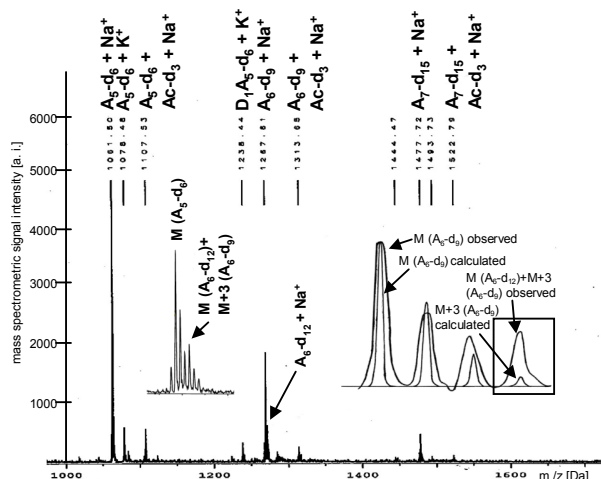 A₅-d₆ + Na⁺
A₅-d₆ + K⁺
A₅-d₆ +
Ac-d₃ + Na⁺
D₁A₅-d₆ + K⁺
A₆-d₉ + Na⁺
A₆-d₉ +
Ac-d₃ + Na⁺
A₇-d₁₅ + Na⁺
A₇-d₁₅ +
Ac-d₃ + Na⁺
1061.50
1078.48
1107.53
1238.44
1267.61
1313.65
1444.47
1477.72
1493.73
1522.79
mass spectrometric signal intensity [a. i.]
6000
5000
4000
3000
2000
1000
M (A₅-d₆)
M (A₆-d₁₂)+
M+3 (A₆-d₉)
A₆-d₁₂ + Na⁺
M (A₆-d₉) observed
M (A₆-d₉) calculated
M (A₆-d₁₂)+M+3
(A₆-d₉) observed
M+3 (A₆-d₉)
calculated
1000
1200
1400
1600
m /z [Da]